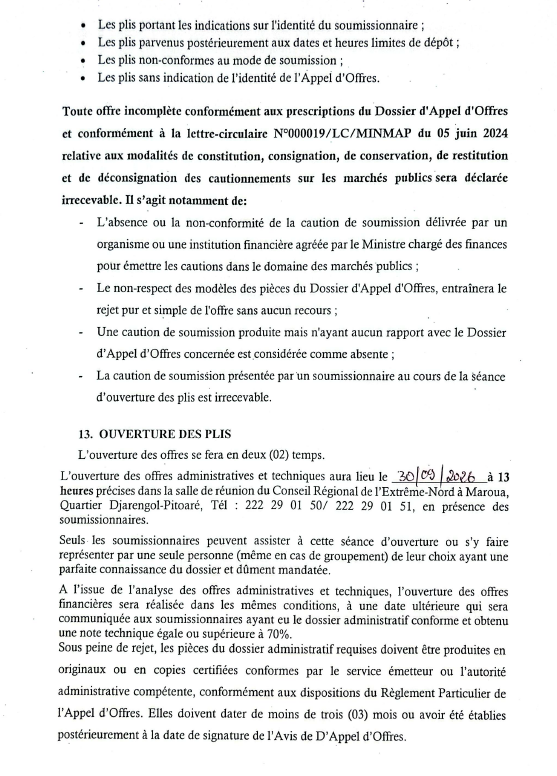 • Les plis portant les indications sur l'identité du soumissionnaire ;
• Les plis parvenus postérieurement aux dates et heures limites de dépôt ;
• Les plis non-conformes au mode de soumission ;
• Les plis sans indication de l'identité de l'Appel d'Offres.
Toute offre incomplète conformément aux prescriptions du Dossier d'Appel d'Offres
et conformément à la lettre-circulaire N°000019/LC/MINMAP du 05 juin 2024
relative aux modalités de constitution, consignation, de conservation, de restitution
et de déconsignation des cautionnements sur les marchés publics sera déclarée
irrecevable. Il s'agit notamment de:
- L'absence ou la non-conformité de la caution de soumission délivrée par un
organisme ou une institution financière agréée par le Ministre chargé des finances
pour émettre les cautions dans le domaine des marchés publics ;
- Le non-respect des modèles des pièces du Dossier d'Appel d'Offres, entraînera le
rejet pur et simple de l'offre sans aucun recours ;
- Une caution de soumission produite mais n'ayant aucun rapport avec le Dossier
d'Appel d'Offres concernée est considérée comme absente ;
- La caution de soumission présentée par un soumissionnaire au cours de la séance
d'ouverture des plis est irrecevable.
13. OUVERTURE DES PLIS
L'ouverture des offres se fera en deux (02) temps.
L'ouverture des offres administratives et techniques aura lieu le 30/09/2026 à 13
heures précises dans la salle de réunion du Conseil Régional de l'Extrême-Nord à Maroua,
Quartier Djarengol-Pitoaré, Tél : 222 29 01 50/ 222 29 01 51, en présence des
soumissionnaires.
Seuls les soumissionnaires peuvent assister à cette séance d'ouverture ou s'y faire
représenter par une seule personne (même en cas de groupement) de leur choix ayant une
parfaite connaissance du dossier et dûment mandatée.
A l'issue de l'analyse des offres administratives et techniques, l'ouverture des offres
financières sera réalisée dans les mêmes conditions, à une date ultérieure qui sera
communiquée aux soumissionnaires ayant eu le dossier administratif conforme et obtenu
une note technique égale ou supérieure à 70%.
Sous peine de rejet, les pièces du dossier administratif requises doivent être produites en
originaux ou en copies certifiées conformes par le service émetteur ou l'autorité
administrative compétente, conformément aux dispositions du Règlement Particulier de
l'Appel d'Offres. Elles doivent dater de moins de trois (03) mois ou avoir été établies
postérieurement à la date de signature de l'Avis de D'Appel d'Offres.